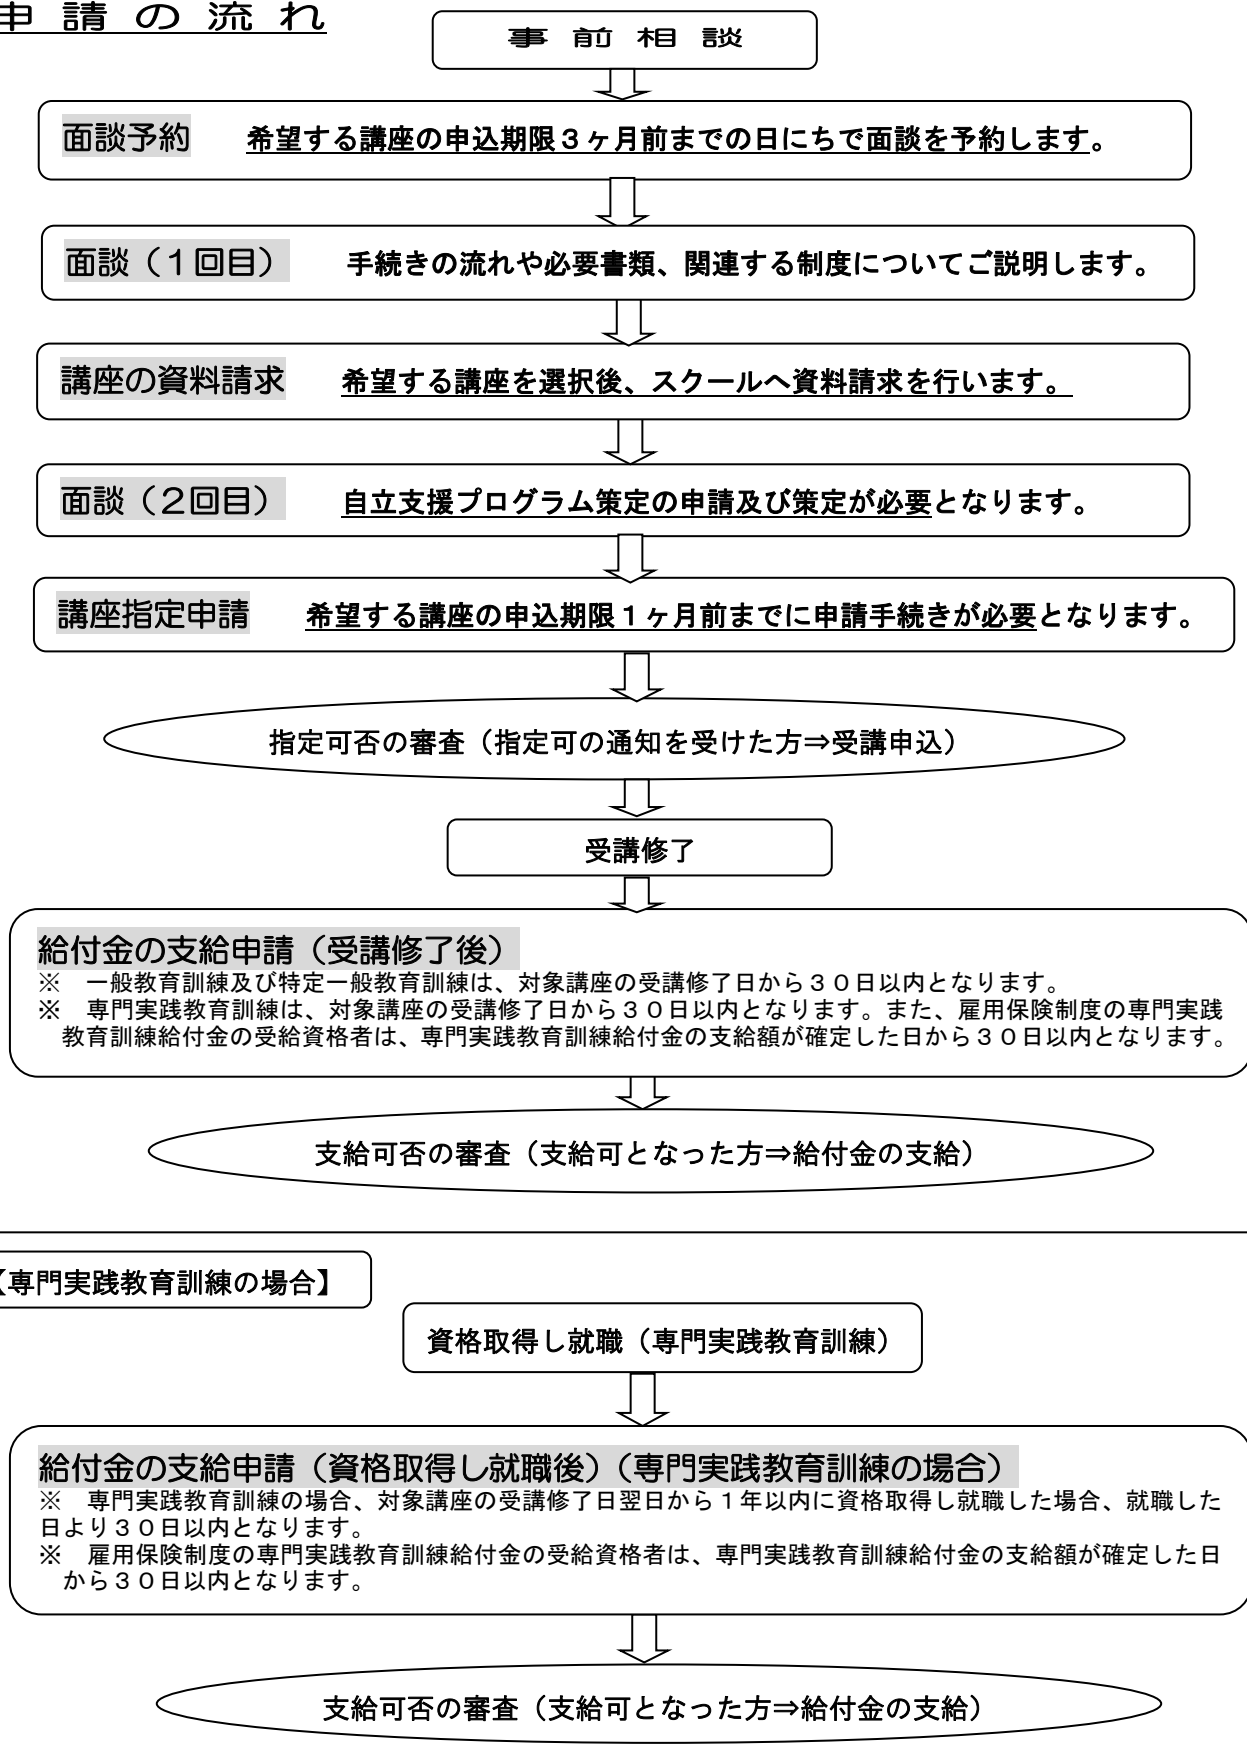 申請の流れ
事前相談
面談予約　希望する講座の申込期限３ヶ月前までの日にちで面談を予約します。
面談（１回目）　手続きの流れや必要書類、関連する制度についてご説明します。
講座の資料請求　希望する講座を選択後、スクールへ資料請求を行います。
面談（２回目）　自立支援プログラム策定の申請及び策定が必要となります。
講座指定申請　希望する講座の申込期限１ヶ月前までに申請手続きが必要となります。
指定可否の審査（指定可の通知を受けた方⇒受講申込）
受講修了
給付金の支給申請（受講修了後）
※　一般教育訓練及び特定一般教育訓練は、対象講座の受講修了日から３０日以内となります。
※　専門実践教育訓練は、対象講座の受講修了日から３０日以内となります。また、雇用保険制度の専門実践
教育訓練給付金の受給資格者は、専門実践教育訓練給付金の支給額が確定した日から３０日以内となります。
支給可否の審査（支給可となった方⇒給付金の支給）
【専門実践教育訓練の場合】
資格取得し就職（専門実践教育訓練）
給付金の支給申請（資格取得し就職後）（専門実践教育訓練の場合）
※　専門実践教育訓練の場合、対象講座の受講修了日翌日から１年以内に資格取得し就職した場合、就職した
日より３０日以内となります。
※　雇用保険制度の専門実践教育訓練給付金の受給資格者は、専門実践教育訓練給付金の支給額が確定した日
から３０日以内となります。
支給可否の審査（支給可となった方⇒給付金の支給）